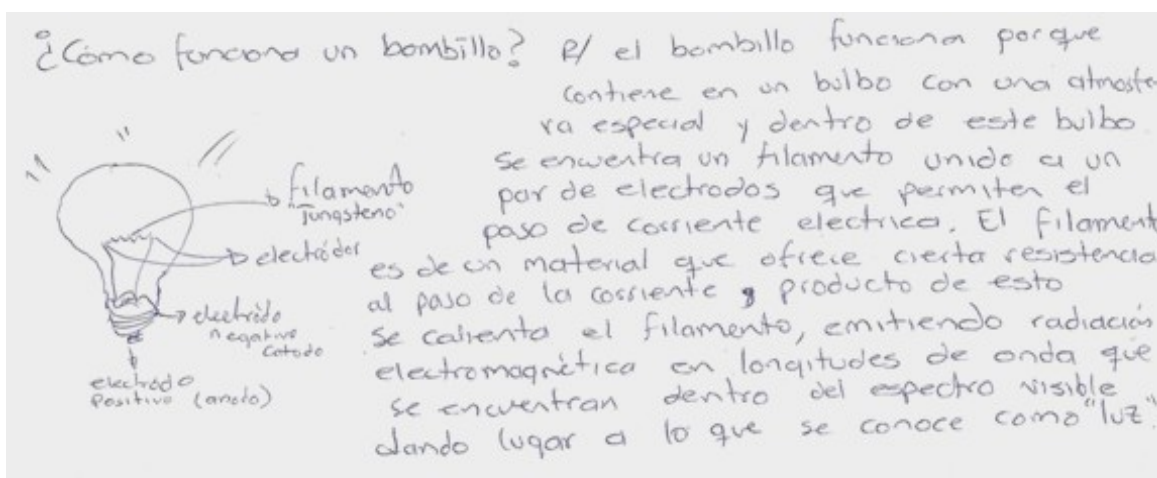 ¿Cómo funciona un bombillo? R/ el bombillo funciona porque
contiene en un bulbo con una atmosfe
ra especial y dentro de este bulbo
se encuentra un filamento unido a un
par de electrodos que permiten el
paso de corriente electrica. El filament
es de un material que ofrece cierta resistencia
al paso de la corriente, producto de esto
se calienta el filamento, emitiendo radiación
electromagnética en longitudes de onda que
se encuentran dentro del espectro visible
dando lugar a lo que se conoce como "luz".
filamento
"Tungsteno"
electródos
electródo
negativo
catodo
electródo
positivo (anodo)